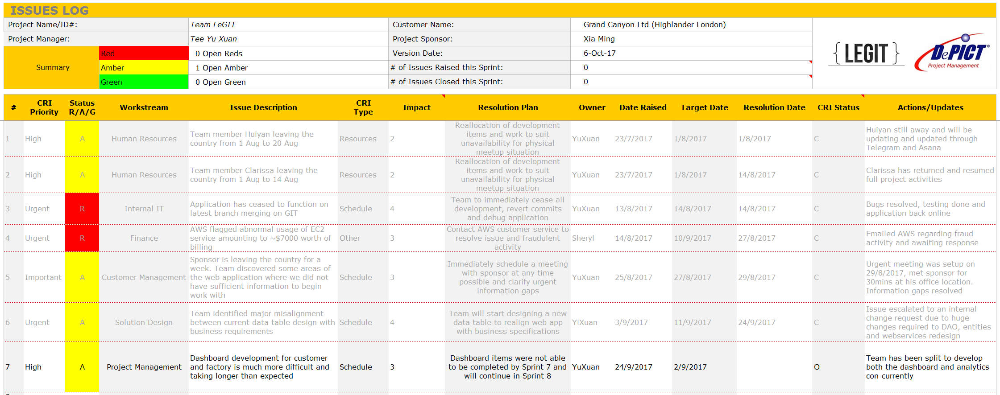 ISSUES LOG
Project Name/ID#: Team LeGIT Customer Name: Grand Canyon Ltd (Highlander London)
Project Manager: Tee Yu Xuan Project Sponsor: Xia Ming
Summary
Red 0 Open Reds Version Date: 6-Oct-17
Amber 1 Open Amber # of Issues Raised this Sprint: 0
Green 0 Open Green # of Issues Closed this Sprint: 0
{ LEGIT }
DePICT®
Project Management
# CRI Priority Status R/A/G Workstream Issue Description CRI Type Impact Resolution Plan Owner Date Raised Target Date Resolution Date CRI Status Actions/Updates
1 High A Human Resources
Team member Huiyan leaving the
country from 1 Aug to 20 Aug
Resources 2
Reallocation of development
items and work to suit
unavailability for physical
meetup situation
YuXuan 23/7/2017 1/8/2017 1/8/2017 C
Huiyan still away and will be
updating and updated through
Telegram and Asana
2 High A Human Resources
Team member Clarissa leaving the
country from 1 Aug to 14 Aug
Resources 2
Reallocation of development
items and work to suit
unavailability for physical
meetup situation
YuXuan 23/7/2017 1/8/2017 14/8/2017 C
Clarissa has returned and resumed
full project activities
3 Urgent R Internal IT
Application has ceased to function on
latest branch merging on GIT
Schedule 4
Team to immediately cease all
development, revert commits
and debug application
YuXuan 13/8/2017 14/8/2017 14/8/2017 C
Bugs resolved, testing done and
application back online
4 Urgent R Finance
AWS flagged abnormal usage of EC2
service amounting to ~$7000 worth of
billing
Other 3
Contact AWS customer service to
resolve issue and fraudulent
activity
Sheryl 14/8/2017 10/9/2017 27/8/2017 C
Emailed AWS regarding fraud
activity and awaiting response
5 Important A Customer Management
Sponsor is leaving the country for a
week. Team discovered some areas of
the web application where we did not
have sufficient information to begin
work with
Schedule 3
Immediately schedule a meeting
with sponsor at any time
possible and clarify urgent
information gaps
YuXuan 25/8/2017 27/8/2017 29/8/2017 C
Urgent meeting was setup on
29/8/2017, met sponsor for
30mins at his office location.
Information gaps resolved
6 Urgent A Solution Design
Team identified major misalignment
between current data table design with
business requirements
Schedule 4
Team will start designing a new
data table to realign web app
with business specifications
YiXuan 3/9/2017 11/9/2017 24/9/2017 C
Issue escalated to an internal
change request due to huge
changes required to DAO, entities
and webservices redesign
7 High A Project Management
Dashboard development for customer
and factory is much more difficult and
taking longer than expected
Schedule 3
Dashboard items were not able
to be completed by Sprint 7 and
will continue in Sprint 8
YuXuan 24/9/2017 2/9/2017 O
Team has been split to develop
both the dashboard and analytics
con-currently